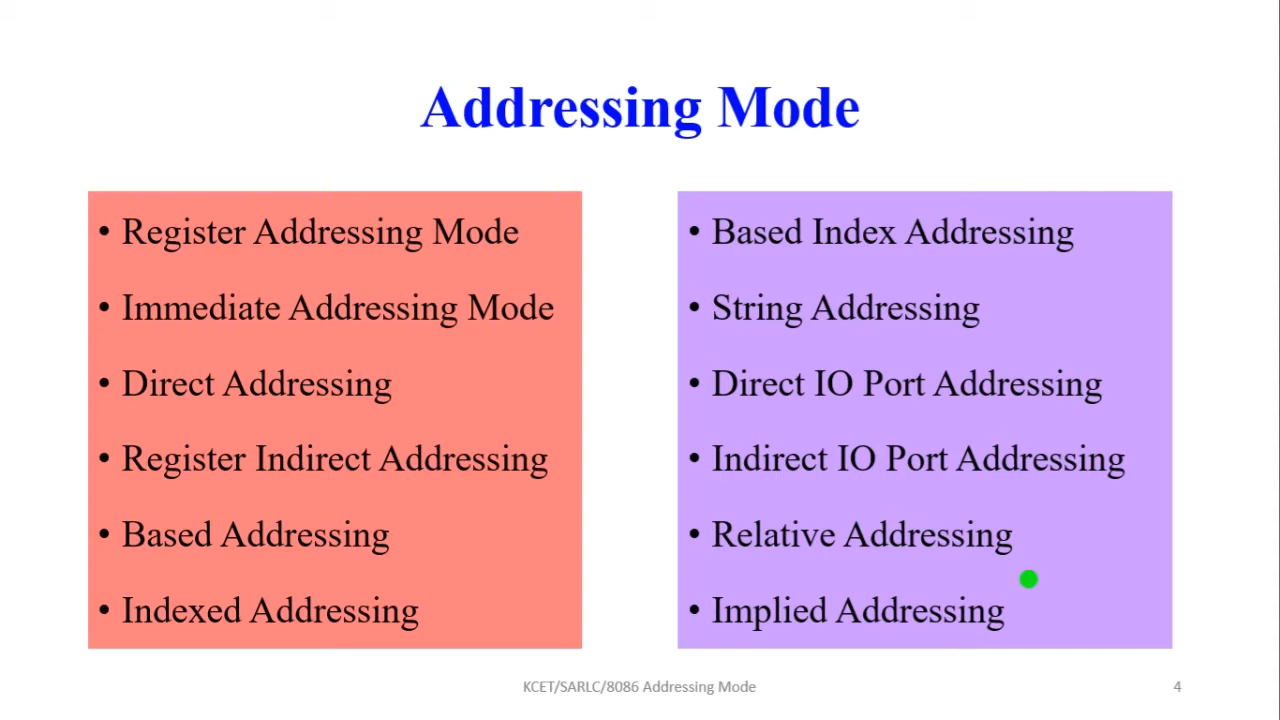 Addressing Mode
• Register Addressing Mode
• Immediate Addressing Mode
• Direct Addressing
• Register Indirect Addressing
• Based Addressing
• Indexed Addressing
• Based Index Addressing
• String Addressing
• Direct IO Port Addressing
• Indirect IO Port Addressing
• Relative Addressing
• Implied Addressing
KCET/SARLC/8086 Addressing Mode
4